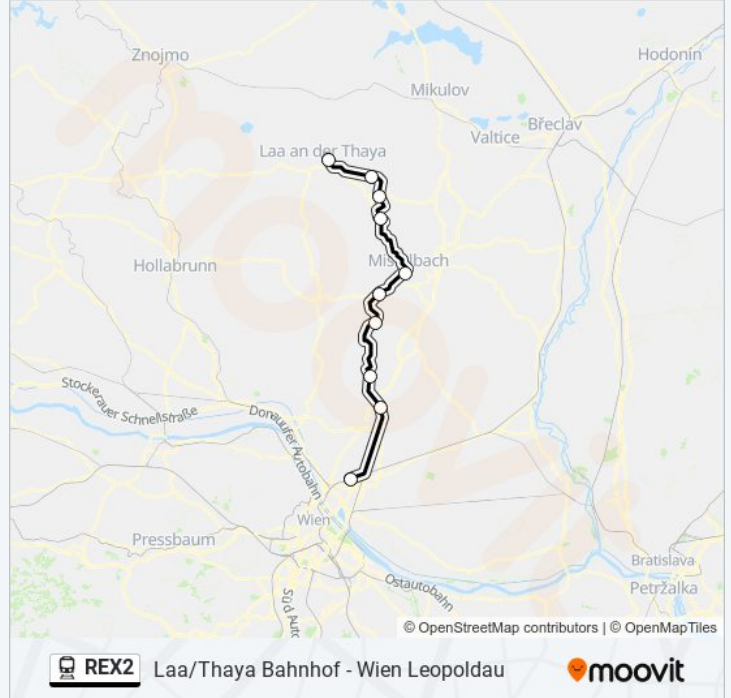 Znojmo
Hodonín
Mikulov
Břeclav
Valtice
Laa an der Thaya
Mistelbach
Hollabrunn
Stockerauer Schnellstraße
Donauufer Autobahn
Wien
Pressbaum
Bratislava
Petržalka
Ostautobahn
Süd Autc
© OpenStreetMap contributors | © OpenMapTiles
REX2 Laa/Thaya Bahnhof - Wien Leopoldau
moovit